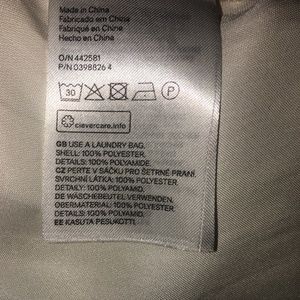 Made in China
Fabricado em China
Fabriqué en China
Hecho en China
O/N 442581
P/N 0398826 4
30
P
clevercare.info
GB USE A LAUNDRY BAG.
SHELL: 100% POLYESTER.
DETAILS: 100% POLYAMIDE.
CZ PERTE V SÁČKU PRO ŠETRNÉ PRANÍ.
SVRCHNÍ LÁTKA: 100% POLYESTER.
DETAILY: 100% POLYAMID.
DE WÄSCHEBEUTEL VERWENDEN.
OBERMATERIAL: 100% POLYESTER.
DETAILS: 100% POLYAMID.
EE KASUTA PESUKOTTI.